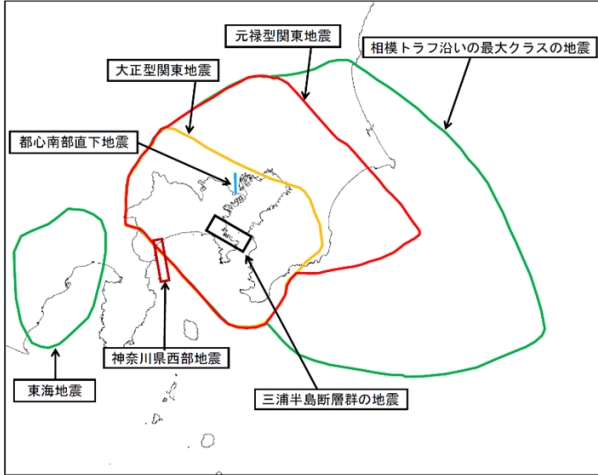 元禄型関東地震
相模トラフ沿いの最大クラスの地震
大正型関東地震
都心南部直下地震
神奈川県西部地震
東海地震
三浦半島断層群の地震